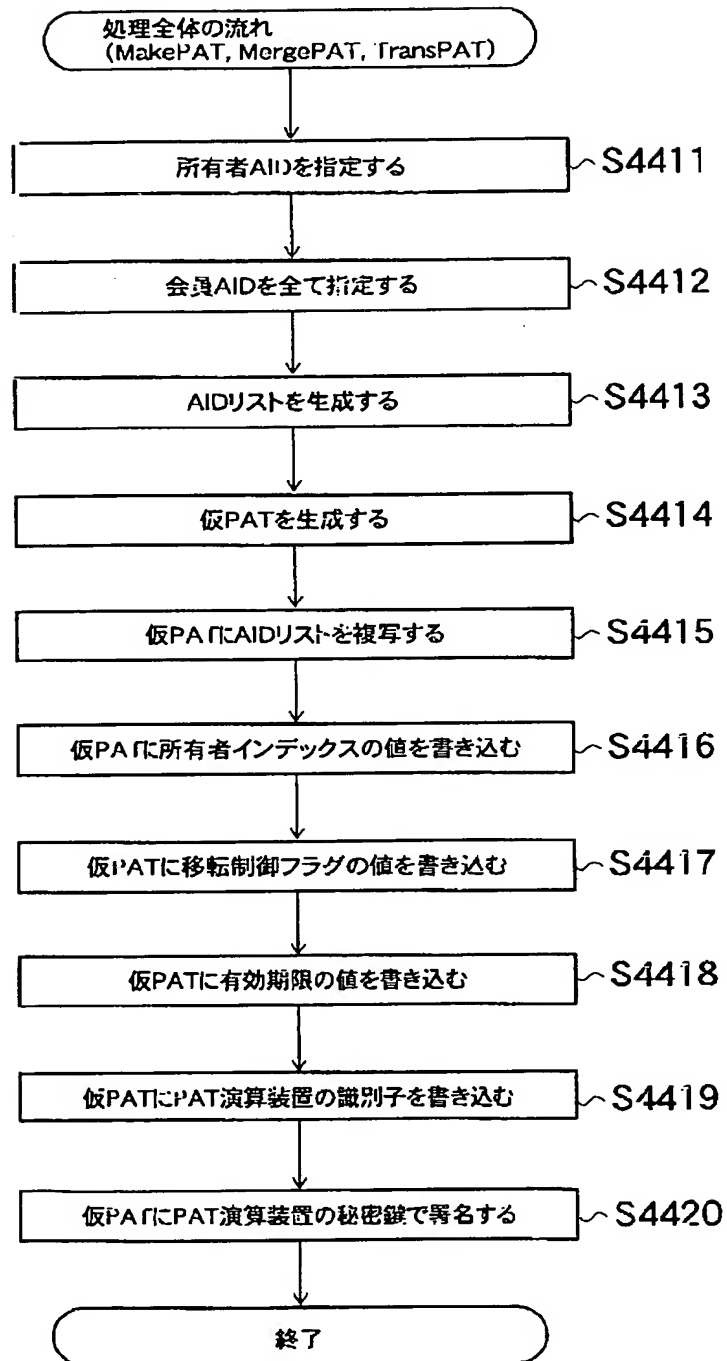 処理全体の流れ
(MakePAT, MergePAT, TransPAT)
所有者AIDを指定する
S4411
会員AIDを全て指定する
S4412
AIDリストを生成する
S4413
仮PATを生成する
S4414
仮PATにAIDリストを複写する
S4415
仮PATに所有者インデックスの値を書き込む
S4416
仮PATに移転制御フラグの値を書き込む
S4417
仮PATに有効期限の値を書き込む
S4418
仮PATにPAT演算装置の識別子を書き込む
S4419
仮PATにPAT演算装置の秘密鍵で署名する
S4420
終了